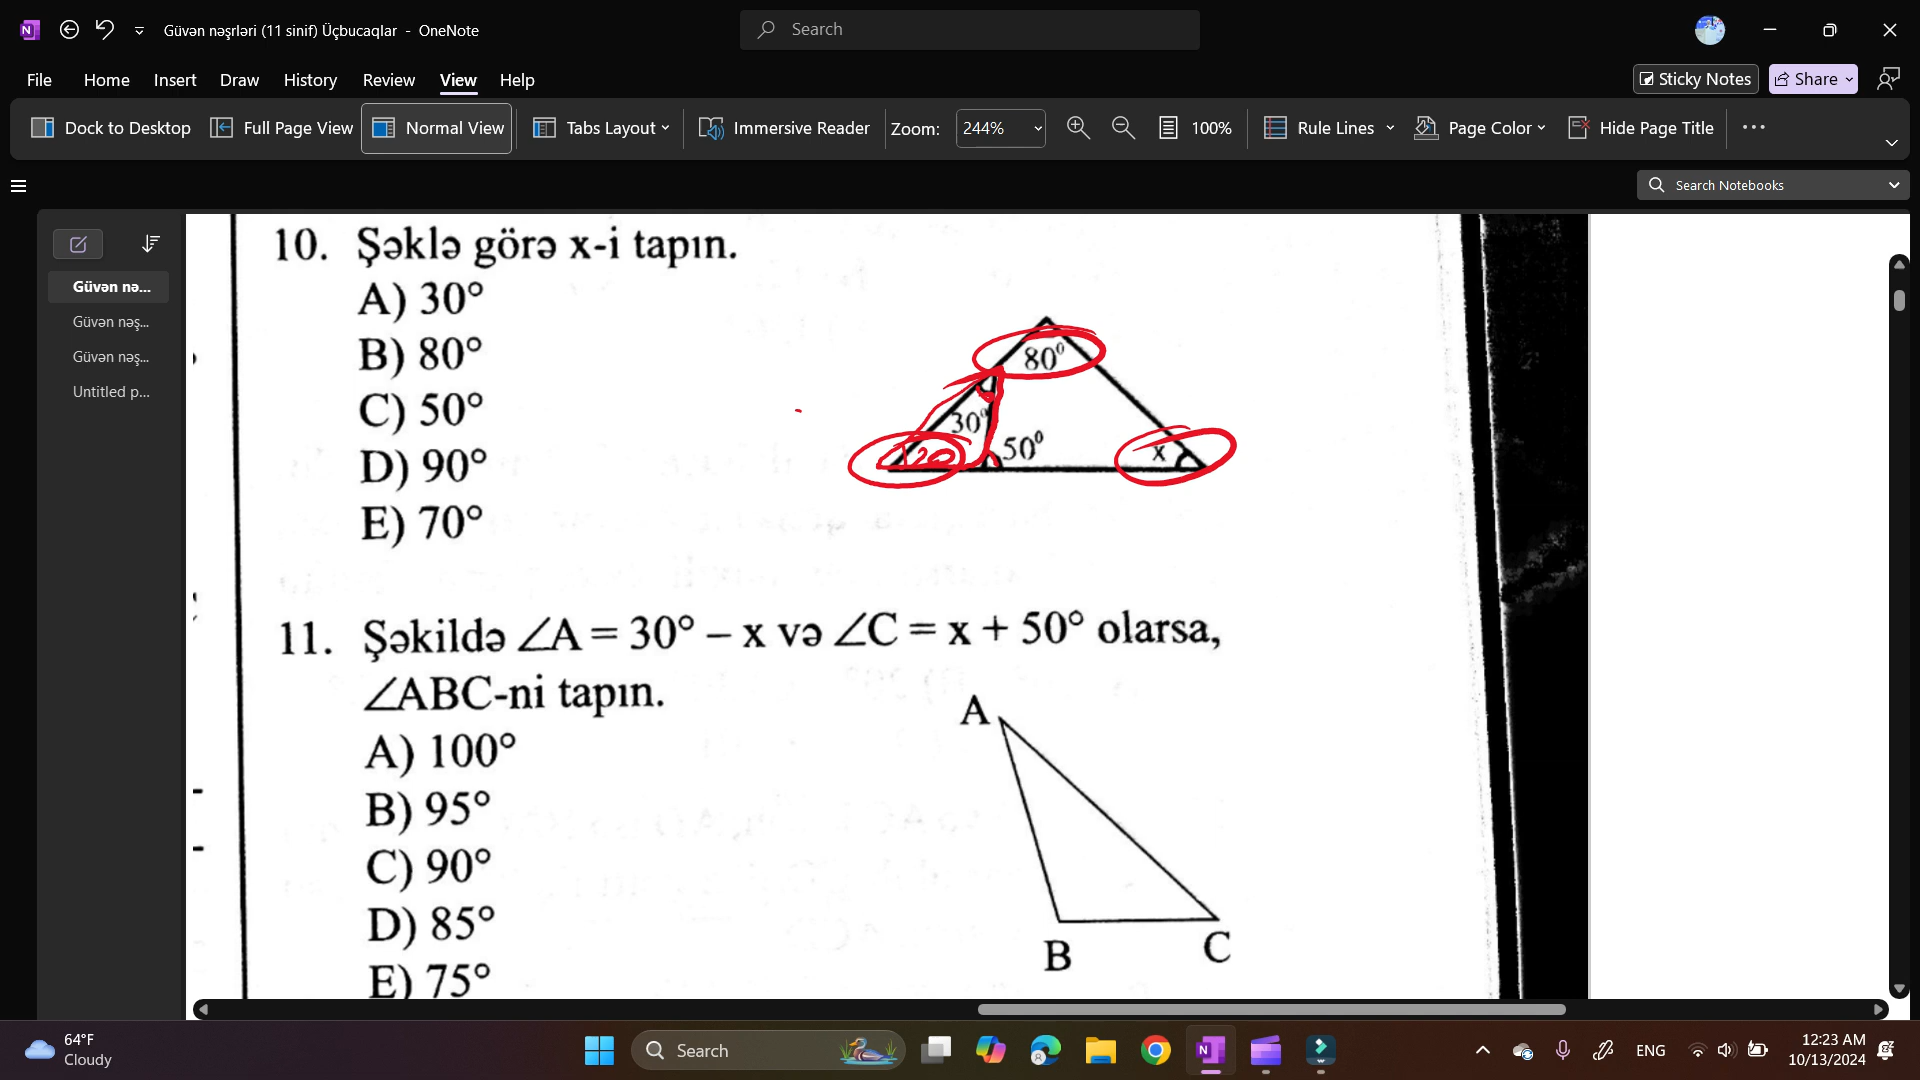 Güvən nəşrləri (11 sinif) Üçbucaqlar - OneNote
Search
File Home Insert Draw History Review View Help
Sticky Notes
Share
Dock to Desktop
Full Page View
Normal View
Tabs Layout
Immersive Reader
Zoom:
244%
100%
Rule Lines
Page Color
Hide Page Title
Search Notebooks
Güvən nə...
Güvən nəş...
Güvən nəş...
Untitled p...
10. Şəklə görə x-i tapın.
A) 30°
B) 80°
C) 50°
D) 90°
E) 70°
80⁰
30⁰
50⁰
20
x
11. Şəkildə ∠A = 30° – x və ∠C = x + 50° olarsa,
∠ABC-ni tapın.
A) 100°
B) 95°
C) 90°
D) 85°
E) 75°
A
B
C
64°F
Cloudy
Search
ENG
12:23 AM
10/13/2024